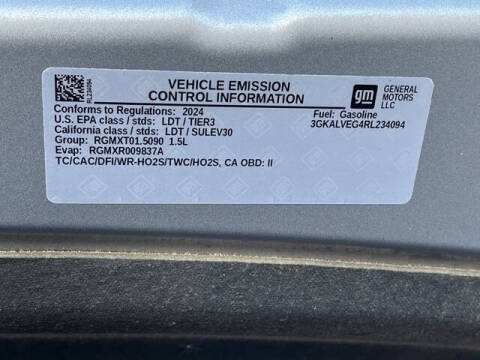 RL234094
VEHICLE EMISSION
CONTROL INFORMATION
gm
GENERAL
MOTORS
LLC
Conforms to Regulations: 2024
U.S. EPA class / stds: LDT / TIER3
California class / stds: LDT / SULEV30
Group: RGMXT01.5090 1.5L
Evap: RGMXR009837A
TC/CAC/DFI/WR-HO2S/TWC/HO2S, CA OBD: II
Fuel: Gasoline
3GKALVEG4RL234094